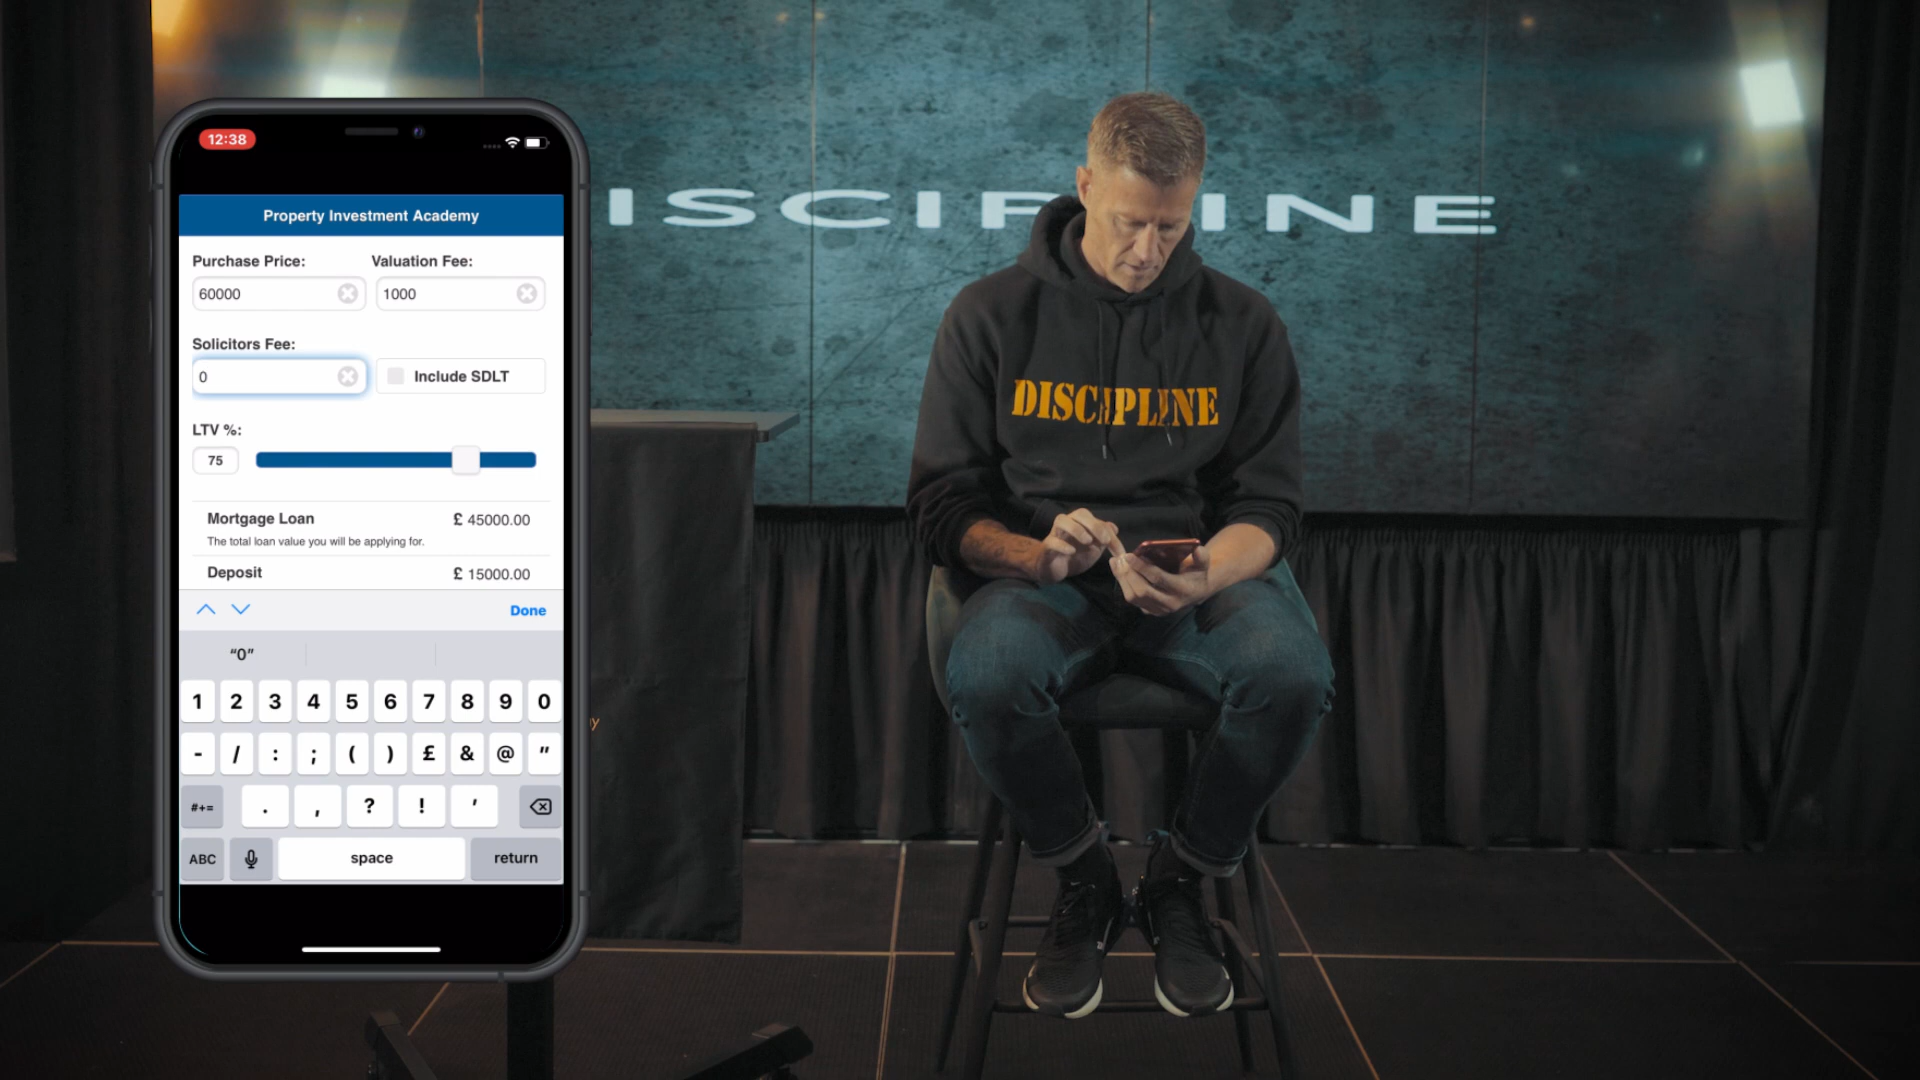 12:38
Property Investment Academy
Purchase Price: Valuation Fee:
60000 1000
Solicitors Fee:
0 Include SDLT
LTV %:
75
Mortgage Loan £ 45000.00
The total loan value you will be applying for.
Deposit £ 15000.00
Done
“0”
1 2 3 4 5 6 7 8 9 0
- / : ; ( ) £ & @ "
#+= . , ? ! '
ABC space return
ISCIP INE
DISCIPLINE
y